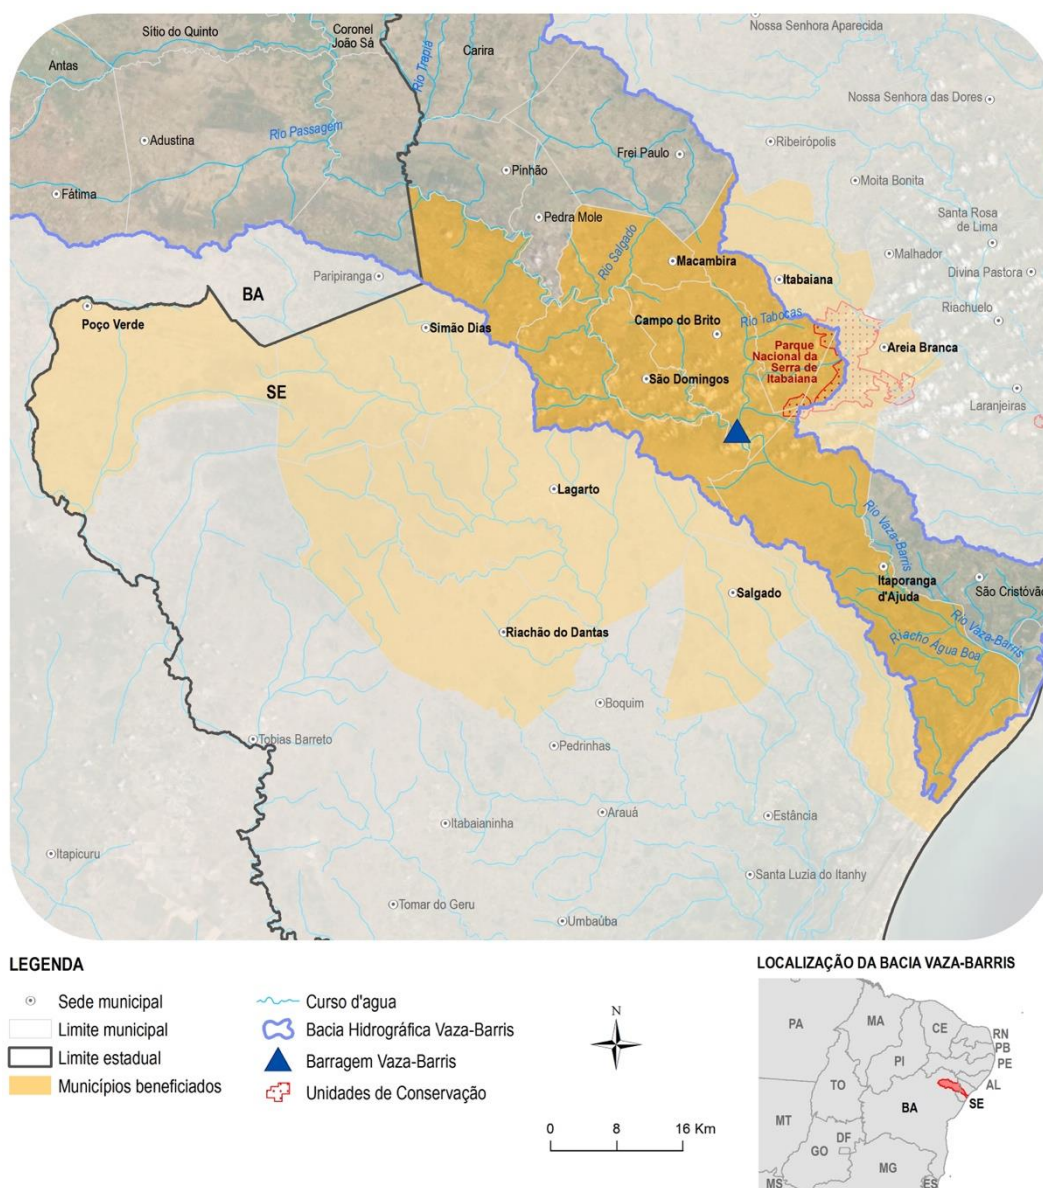 Nossa Senhora Aparecida
Sítio do Quinto
Coronel
João Sá
Carira
Antas
Rio Trapiá
Nossa Senhora das Dores
Rio Passagem
Adustina
Ribeirópolis
Frei Paulo
Pinhão
Moita Bonita
Fátima
Pedra Mole
Santa Rosa
de Lima
Rio Salgado
Malhador
Macambira
Divina Pastora
Paripiranga
Itabaiana
BA
Riachuelo
Poço Verde
Simão Dias
Campo do Brito
Rio Tabocas
Parque
Nacional da
Serra de
Itabaiana
Areia Branca
São Domingos
SE
Laranjeiras
Lagarto
Rio Vaza-Barris
Itaporanga
d'Ajuda
São Cristóvão
Salgado
Rio Vaza-Barris
Riachão do Dantas
Riacho Água Boa
Boquim
Tobias Barreto
Pedrinhas
Arauá
Estância
Itabaianinha
Itapicuru
Santa Luzia do Itanhy
Tomar do Geru
Umbaúba
LEGENDA
Sede municipal
Limite municipal
Limite estadual
Municípios beneficiados
Curso d'agua
Bacia Hidrográfica Vaza-Barris
Barragem Vaza-Barris
Unidades de Conservação
N
0 8 16 Km
LOCALIZAÇÃO DA BACIA VAZA-BARRIS
PA
MA
CE
RN
PB
PE
PI
AL
TO
SE
BA
MT
DF
GO
MG
MS
ES